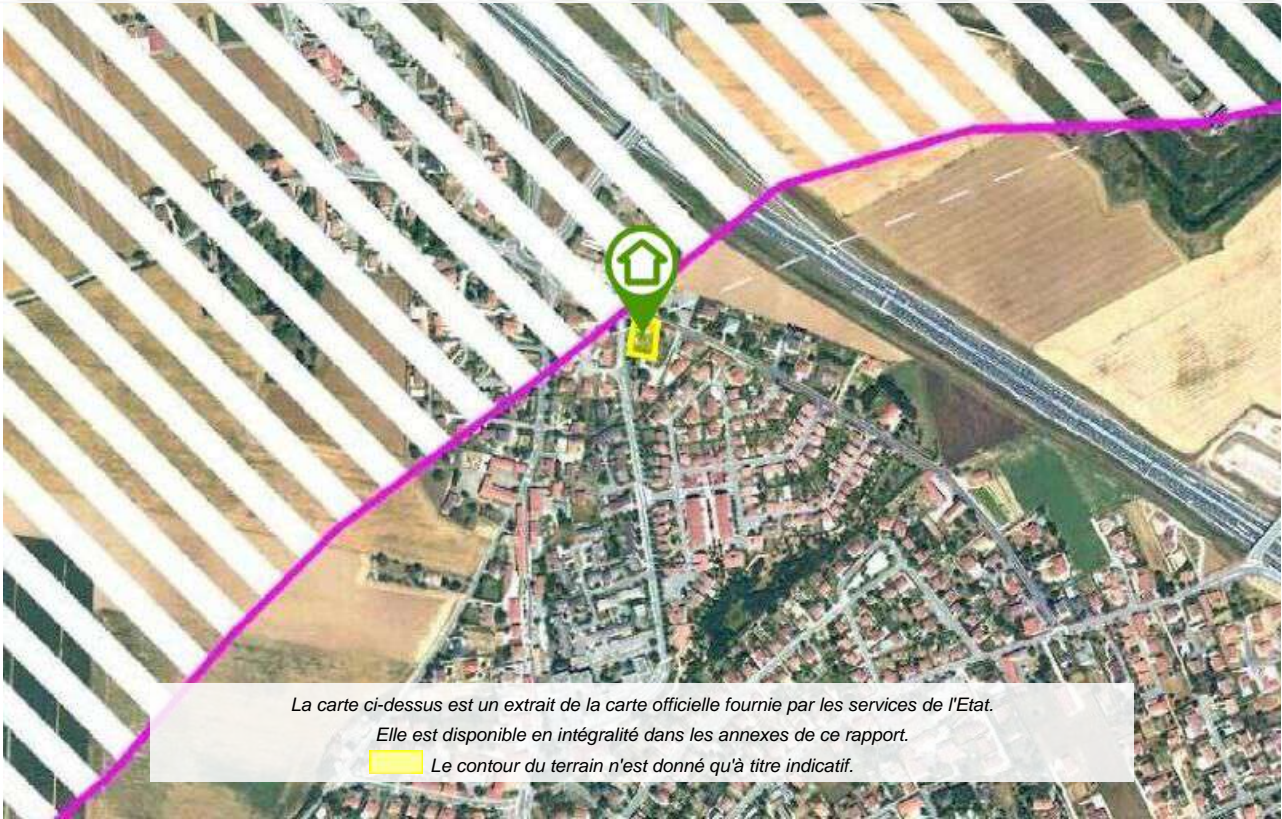 La carte ci-dessus est un extrait de la carte officielle fournie par les services de l'Etat.
Elle est disponible en intégralité dans les annexes de ce rapport.
Le contour du terrain n'est donné qu'à titre indicatif.